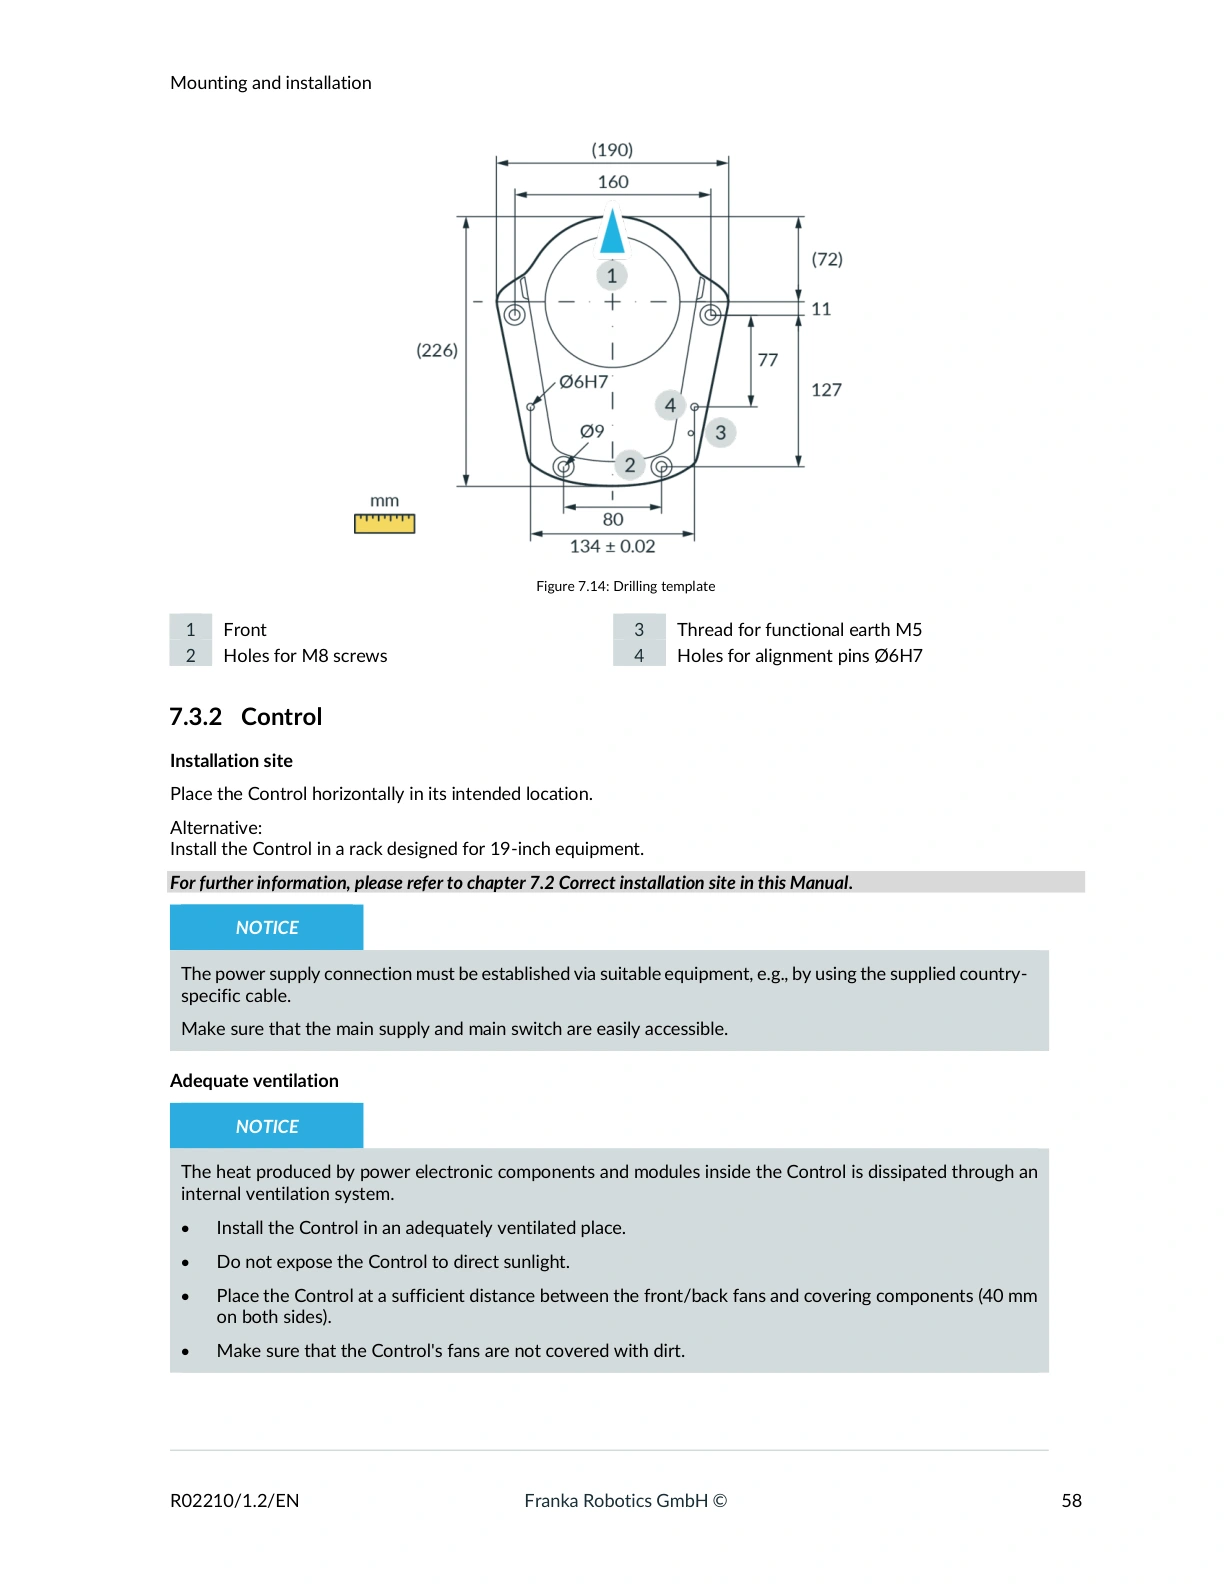 Mounting and installation
(190)
160
(72)
1
11
(226)
77
Ø6H7
127
4
Ø9
3
2
mm
80
134 ± 0.02
Figure 7.14: Drilling template
1 Front 3 Thread for functional earth M5
2 Holes for M8 screws 4 Holes for alignment pins Ø6H7
7.3.2 Control
Installation site
Place the Control horizontally in its intended location.
Alternative:
Install the Control in a rack designed for 19-inch equipment.
For further information, please refer to chapter 7.2 Correct installation site in this Manual.
NOTICE
The power supply connection must be established via suitable equipment, e.g., by using the supplied country-
specific cable.
Make sure that the main supply and main switch are easily accessible.
Adequate ventilation
NOTICE
The heat produced by power electronic components and modules inside the Control is dissipated through an
internal ventilation system.
• Install the Control in an adequately ventilated place.
• Do not expose the Control to direct sunlight.
• Place the Control at a sufficient distance between the front/back fans and covering components (40 mm
on both sides).
• Make sure that the Control's fans are not covered with dirt.
R02210/1.2/EN Franka Robotics GmbH © 58